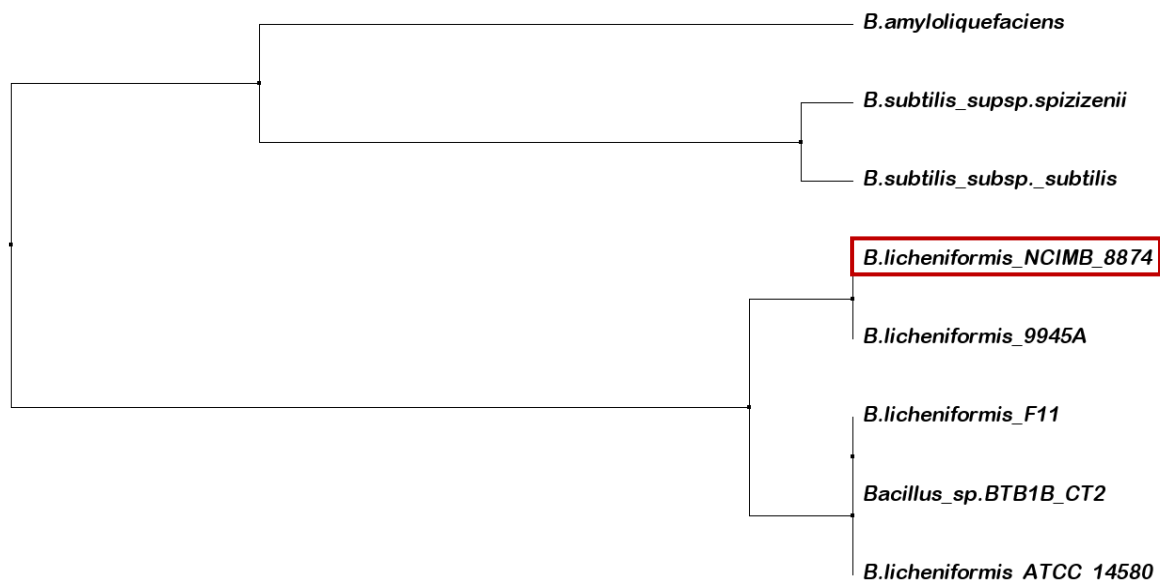 B.amyloliquefaciens
B.subtilis_supsp.spizizenii
B.subtilis_subsp._subtilis
B.licheniformis_NCIMB_8874
B.licheniformis_9945A
B.licheniformis_F11
Bacillus_sp.BTB1B_CT2
B.licheniformis_ATCC_14580